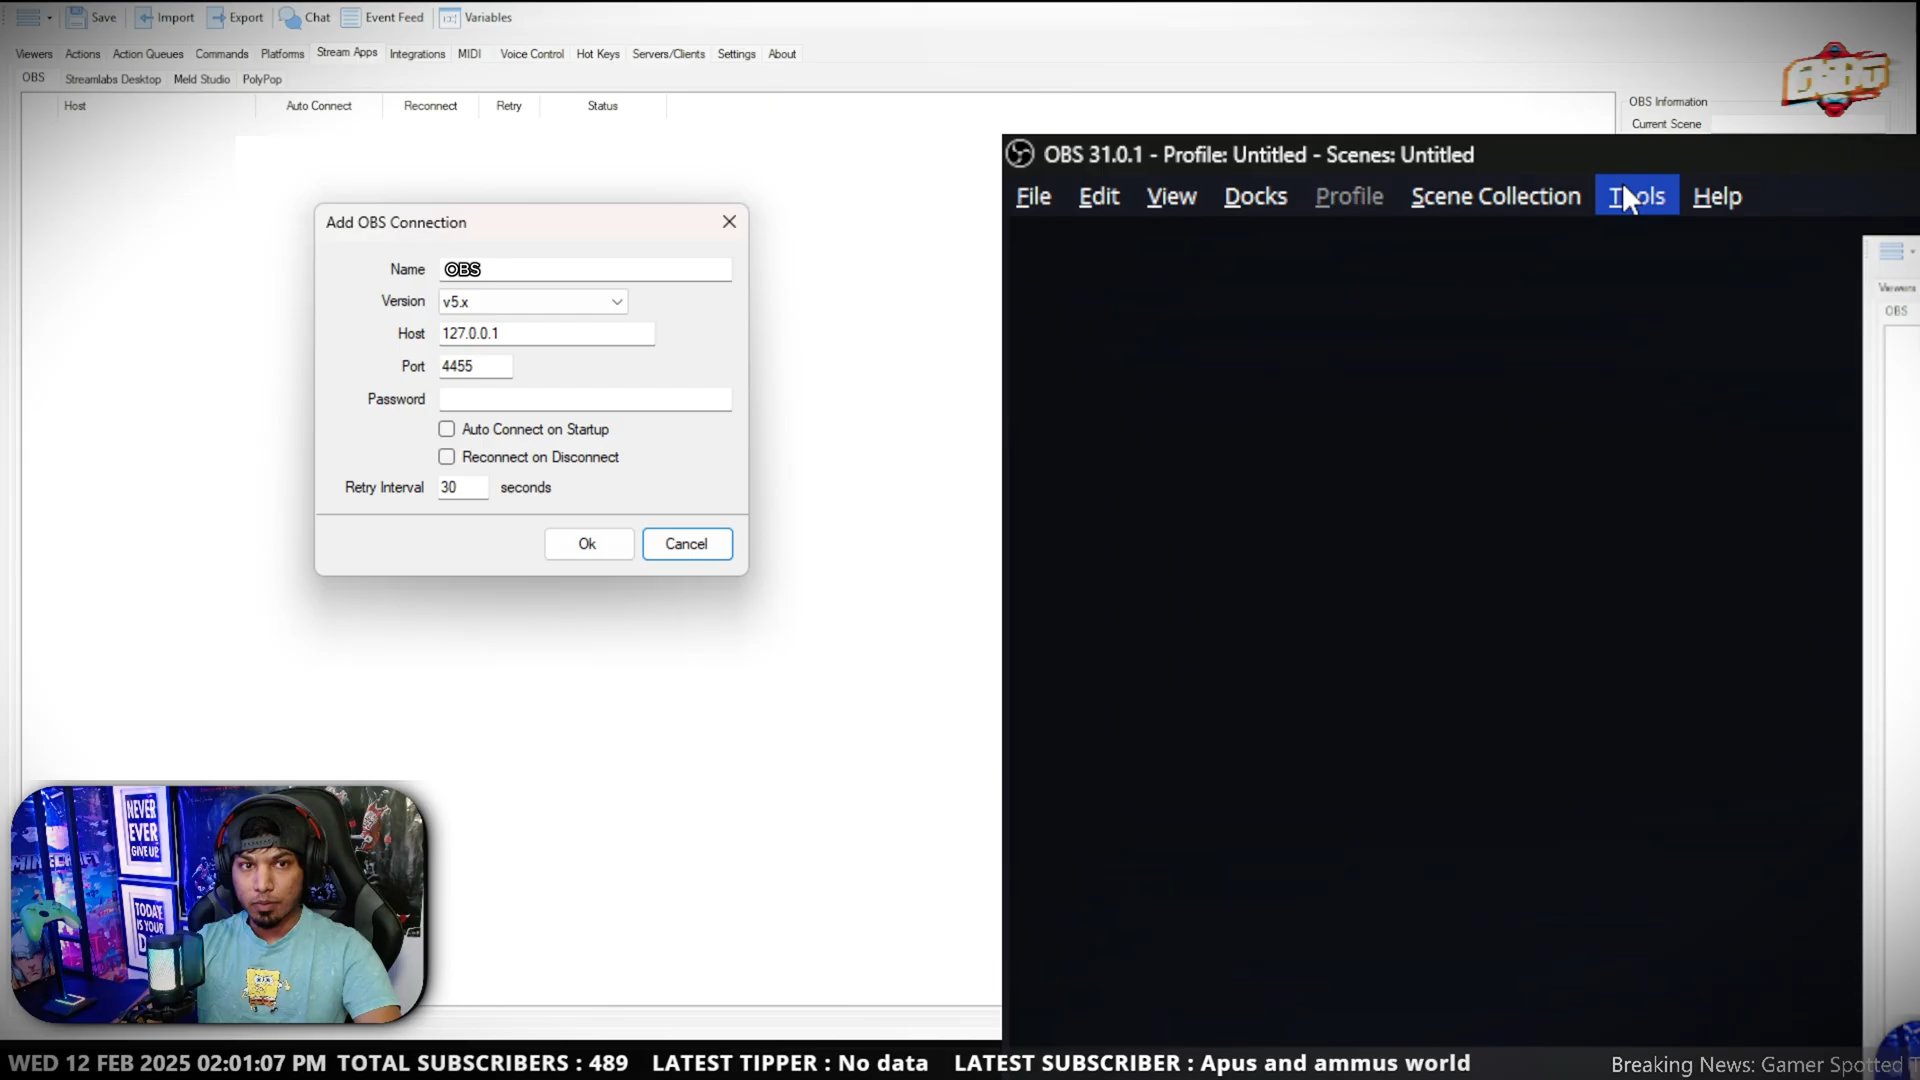 Save Import Export Chat Event Feed Variables
Viewers Actions Action Queues Commands Platforms Stream Apps Integrations MIDI Voice Control Hot Keys Servers/Clients Settings About
OBS Streamlabs Desktop Meld Studio PolyPop
Host Auto Connect Reconnect Retry Status
OBS Information
Current Scene
OBS 31.0.1 - Profile: Untitled - Scenes: Untitled
File Edit View Docks Profile Scene Collection Tools Help
Viewers
OBS
Add OBS Connection
Name OBS
Version v5.x
Host 127.0.0.1
Port 4455
Password
Auto Connect on Startup
Reconnect on Disconnect
Retry Interval 30 seconds
Ok Cancel
NEVER
EVER
GIVE UP
MINECRAFT
TODAY
IS YOUR
WED 12 FEB 2025 02:01:07 PM TOTAL SUBSCRIBERS : 489 LATEST TIPPER : No data LATEST SUBSCRIBER : Apus and ammus world
Breaking News: Gamer Spotted